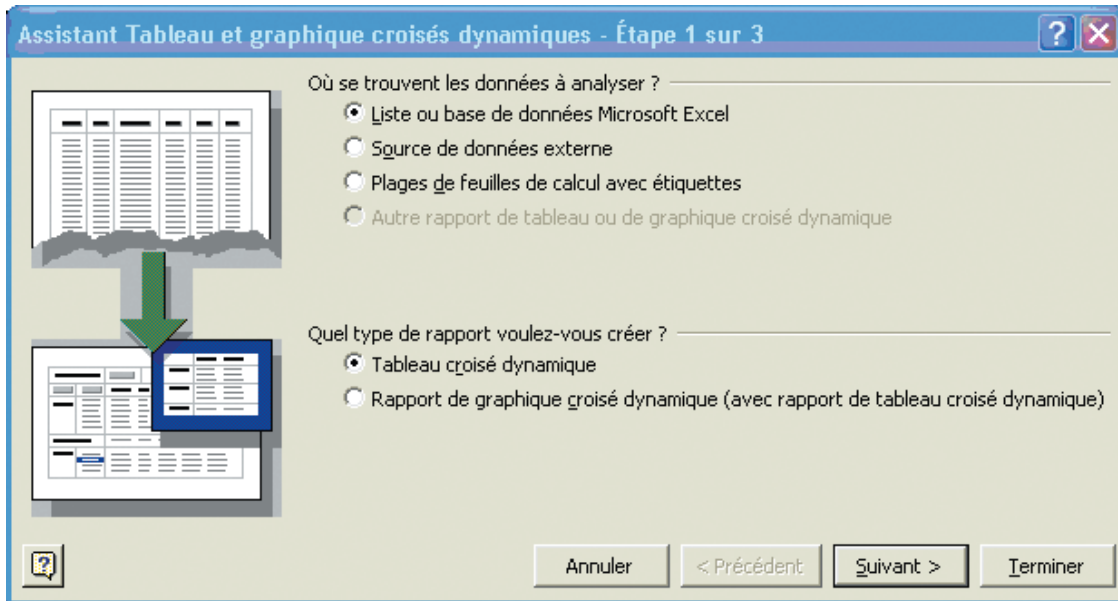 Assistant Tableau et graphique croisés dynamiques - Étape 1 sur 3
Où se trouvent les données à analyser ?
Liste ou base de données Microsoft Excel
Source de données externe
Plages de feuilles de calcul avec étiquettes
Autre rapport de tableau ou de graphique croisé dynamique
Quel type de rapport voulez-vous créer ?
Tableau croisé dynamique
Rapport de graphique croisé dynamique (avec rapport de tableau croisé dynamique)
Annuler
< Précédent
Suivant >
Terminer